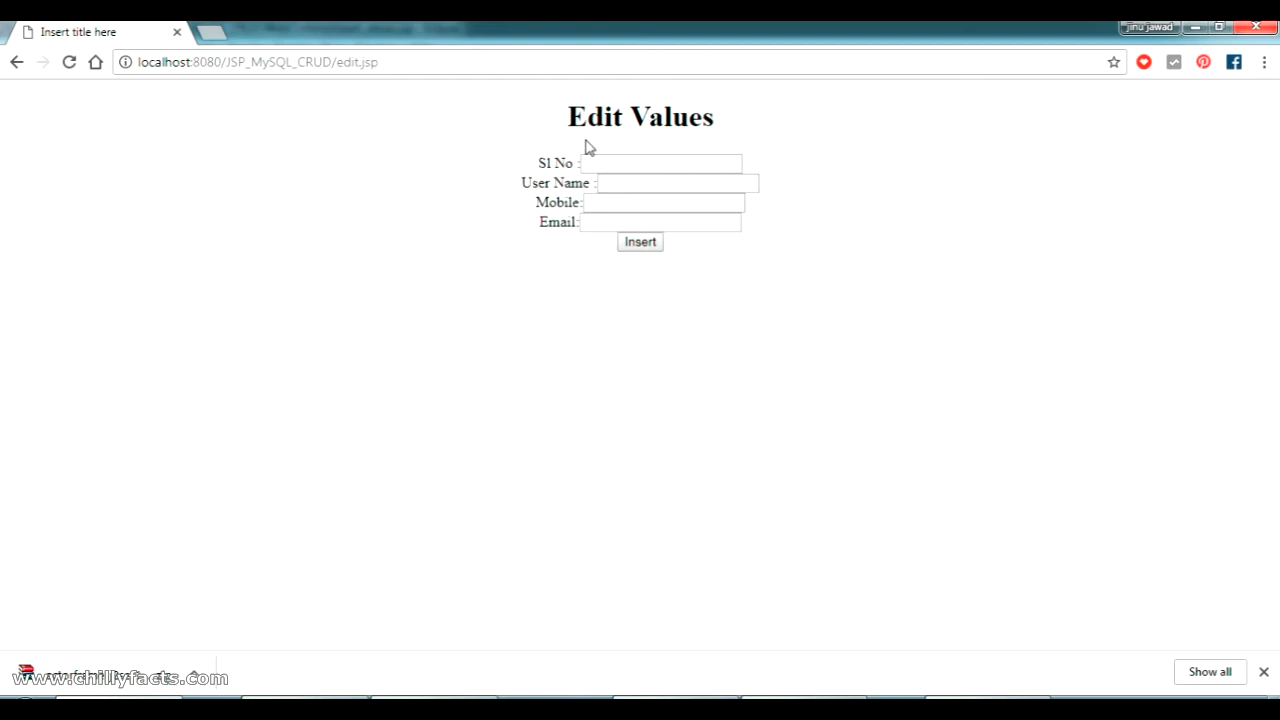 Insert title here
jinu jawad
localhost:8080/JSP_MySQL_CRUD/edit.jsp
Edit Values
Sl No :
User Name :
Mobile:
Email:
Insert
www.chillyfacts.com
Show all